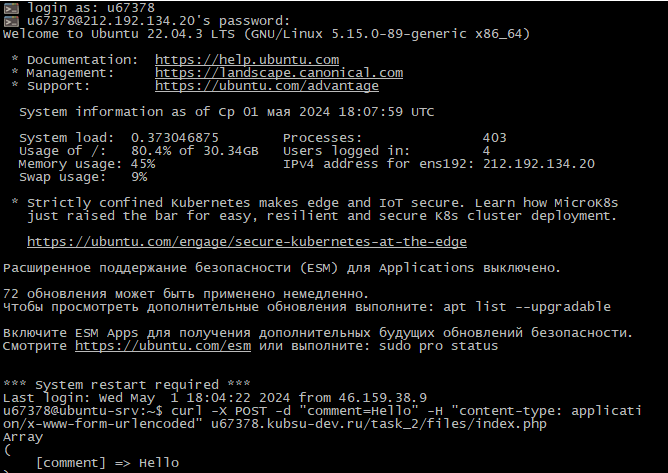 login as: u67378
u67378@212.192.134.20's password:
Welcome to Ubuntu 22.04.3 LTS (GNU/Linux 5.15.0-89-generic x86_64)
* Documentation:  https://help.ubuntu.com
* Management:     https://landscape.canonical.com
* Support:        https://ubuntu.com/advantage
System information as of Ср 01 мая 2024 18:07:59 UTC
System load:  0.373046875       Processes:               403
Usage of /:   80.4% of 30.34GB   Users logged in:         4
Memory usage: 45%               IPv4 address for ens192: 212.192.134.20
Swap usage:   9%
* Strictly confined Kubernetes makes edge and IoT secure. Learn how MicroK8s
just raised the bar for easy, resilient and secure K8s cluster deployment.
https://ubuntu.com/engage/secure-kubernetes-at-the-edge
Расширенное поддержание безопасности (ESM) для Applications выключено.
72 обновления может быть применено немедленно.
Чтобы просмотреть дополнительные обновления выполните: apt list --upgradable
Включите ESM Apps для получения дополнительных будущих обновлений безопасности.
Смотрите https://ubuntu.com/esm или выполните: sudo pro status
*** System restart required ***
Last login: Wed May  1 18:04:22 2024 from 46.159.38.9
u67378@ubuntu-srv:~$ curl -X POST -d "comment=Hello" -H "content-type: applicati
on/x-www-form-urlencoded" u67378.kubsu-dev.ru/task_2/files/index.php
Array
(
[comment] => Hello
)